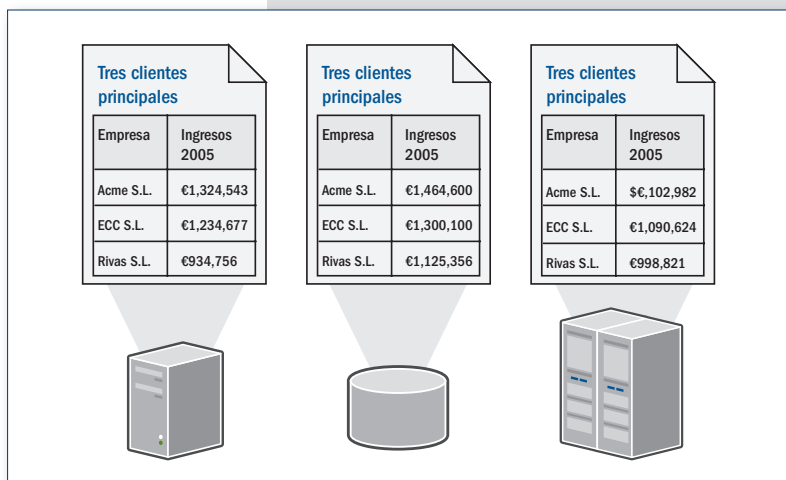 Tres clientes
principales
Empresa Ingresos
2005
Acme S.L. €1,324,543
ECC S.L. €1,234,677
Rivas S.L. €934,756
Tres clientes
principales
Empresa Ingresos
2005
Acme S.L. €1,464,600
ECC S.L. €1,300,100
Rivas S.L. €1,125,356
Tres clientes
principales
Empresa Ingresos
2005
Acme S.L. $€,102,982
ECC S.L. €1,090,624
Rivas S.L. €998,821